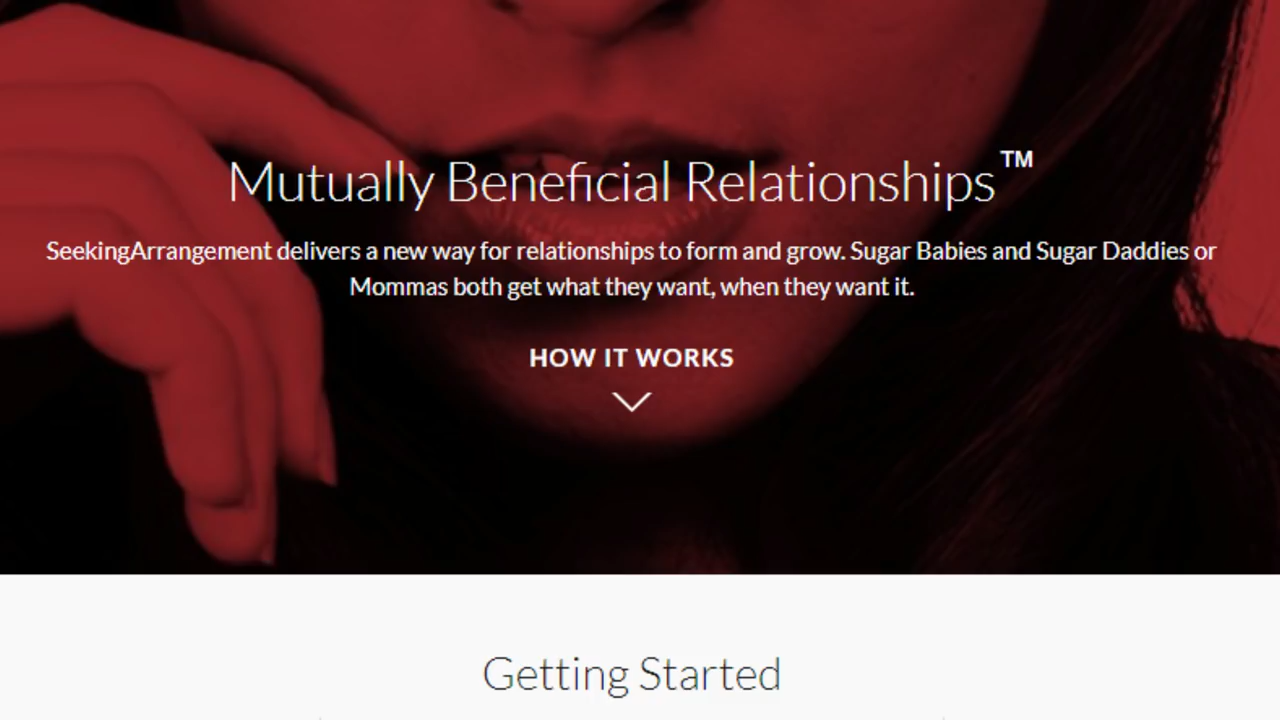 Mutually Beneficial Relationships™
SeekingArrangement delivers a new way for relationships to form and grow. Sugar Babies and Sugar Daddies or
Mommas both get what they want, when they want it.
HOW IT WORKS
Getting Started